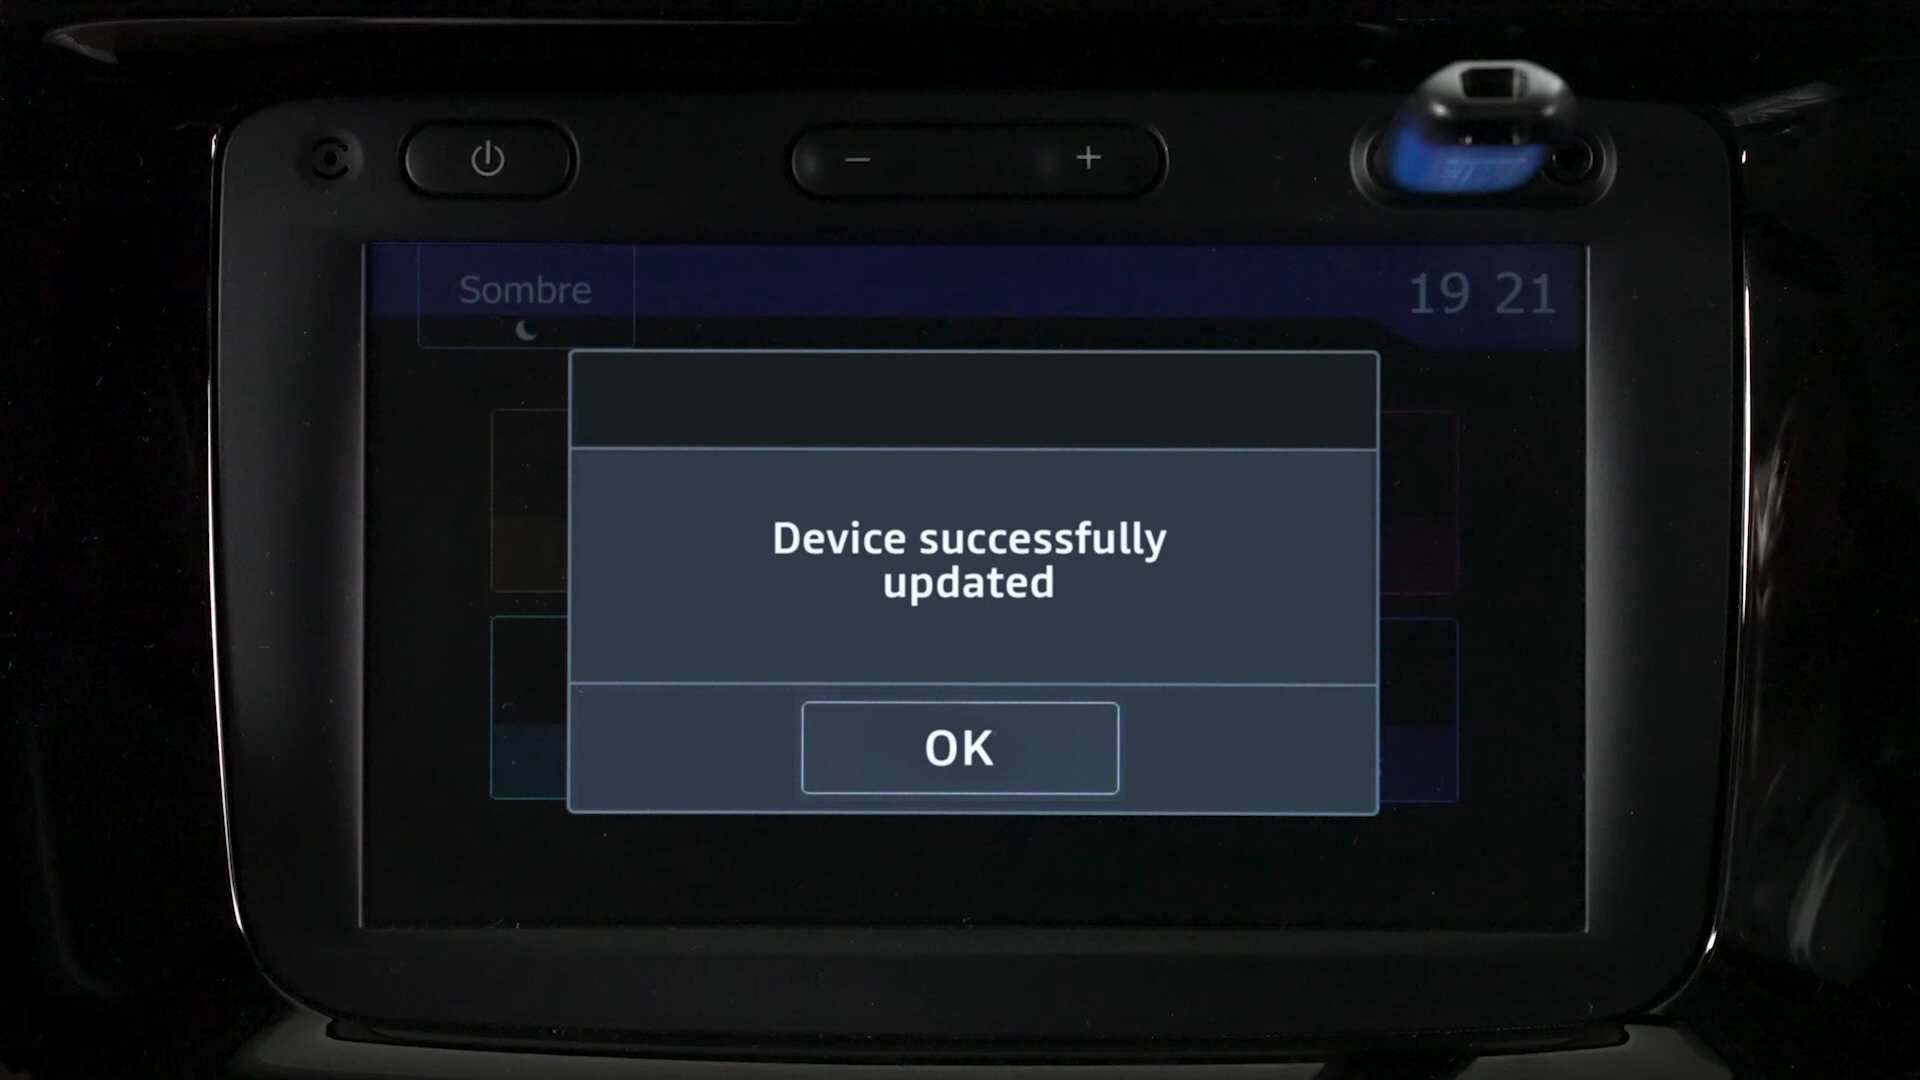 − +
Sombre
19 21
Device successfully
updated
OK